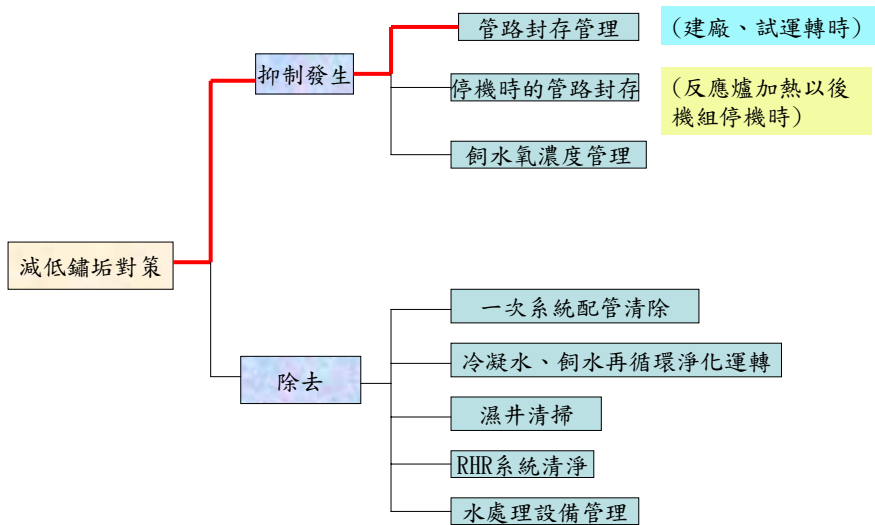 管路封存管理
(建廠、試運轉時)
抑制發生
停機時的管路封存
(反應爐加熱以後
機組停機時)
飼水氧濃度管理
減低鏽垢對策
一次系統配管清除
冷凝水、飼水再循環淨化運轉
除去
濕井清掃
RHR系統清淨
水處理設備管理